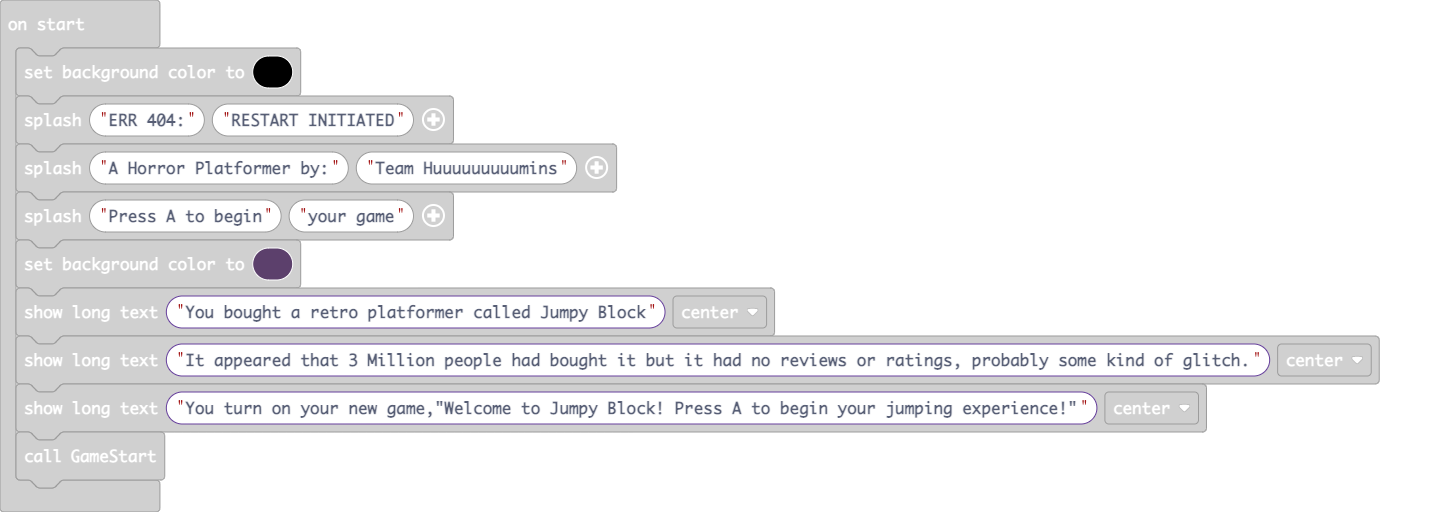 on start
set background color to
splash "ERR 404:" "RESTART INITIATED"
splash "A Horror Platformer by:" "Team Huuuuuuuuumins"
splash "Press A to begin" "your game"
set background color to
show long text "You bought a retro platformer called Jumpy Block" center
show long text "It appeared that 3 Million people had bought it but it had no reviews or ratings, probably some kind of glitch." center
show long text "You turn on your new game,"Welcome to Jumpy Block! Press A to begin your jumping experience!"" center
call GameStart